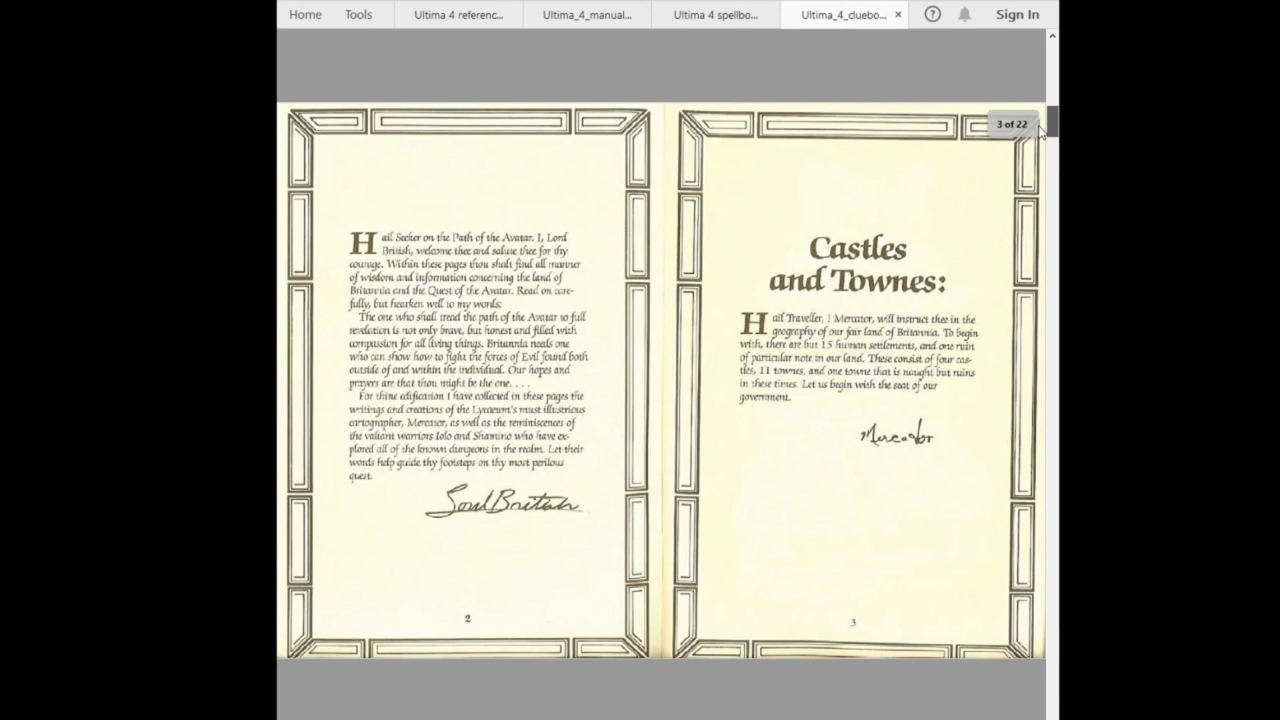 Home Tools Ultima 4 referenc... Ultima_4_manual... Ultima 4 spellbo... Ultima_4_cluebo... × ? Sign In
3 of 22
Hail Seeker on the Path of the Avatar. I, Lord
British, welcome thee and salute thee for thy
courage. Within these pages thou shalt find all manner
of wisdom and information concerning the land of
Britannia and the Quest of the Avatar. Read on care-
fully, but hearken well to my words:
The one who shall tread the path of the Avatar to full
revelation is not only brave, but honest and filled with
compassion for all living things. Britannia needs one
who can show how to fight the forces of Evil found both
outside of and within the individual. Our hopes and
prayers are that thou might be the one. . . .
For thine edification I have collected in these pages the
writings and creations of the Lycaeum's most illustrious
cartographer, Mercator, as well as the reminiscences of
the valiant warriors Iolo and Shamino who have ex-
plored all of the known dungeons in the realm. Let their
words help guide thy footsteps on thy most perilous
quest.
Lord British
2
Castles
and Townes:
Hail Traveller, I Mercator, will instruct thee in the
geography of our fair land of Britannia. To begin
with, there are but 15 human settlements, and one ruin
of particular note in our land. These consist of four cas-
tles, 11 townes, and one towne that is naught but ruins
in these times. Let us begin with the seat of our
government.
Mercator
3